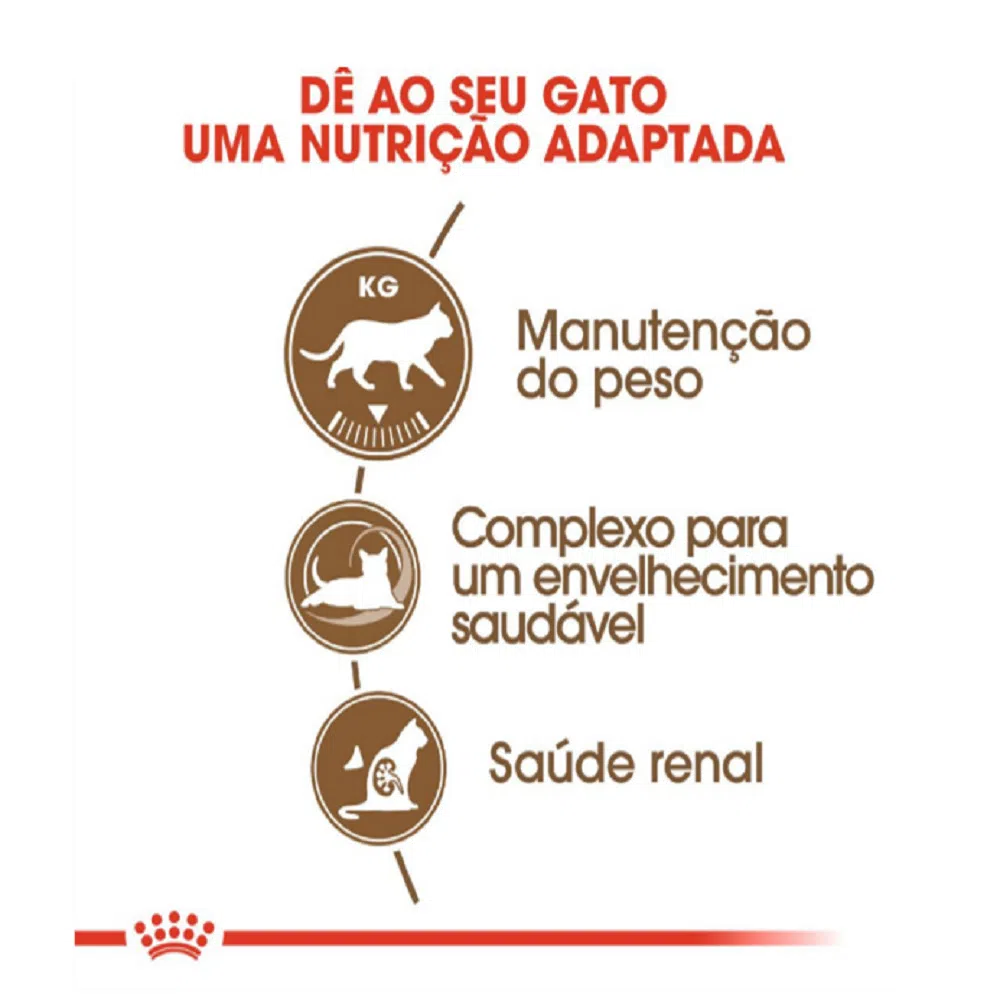 DÊ AO SEU GATO
UMA NUTRIÇÃO ADAPTADA
KG
Manutenção
do peso
Complexo para
um envelhecimento
saudável
Saúde renal